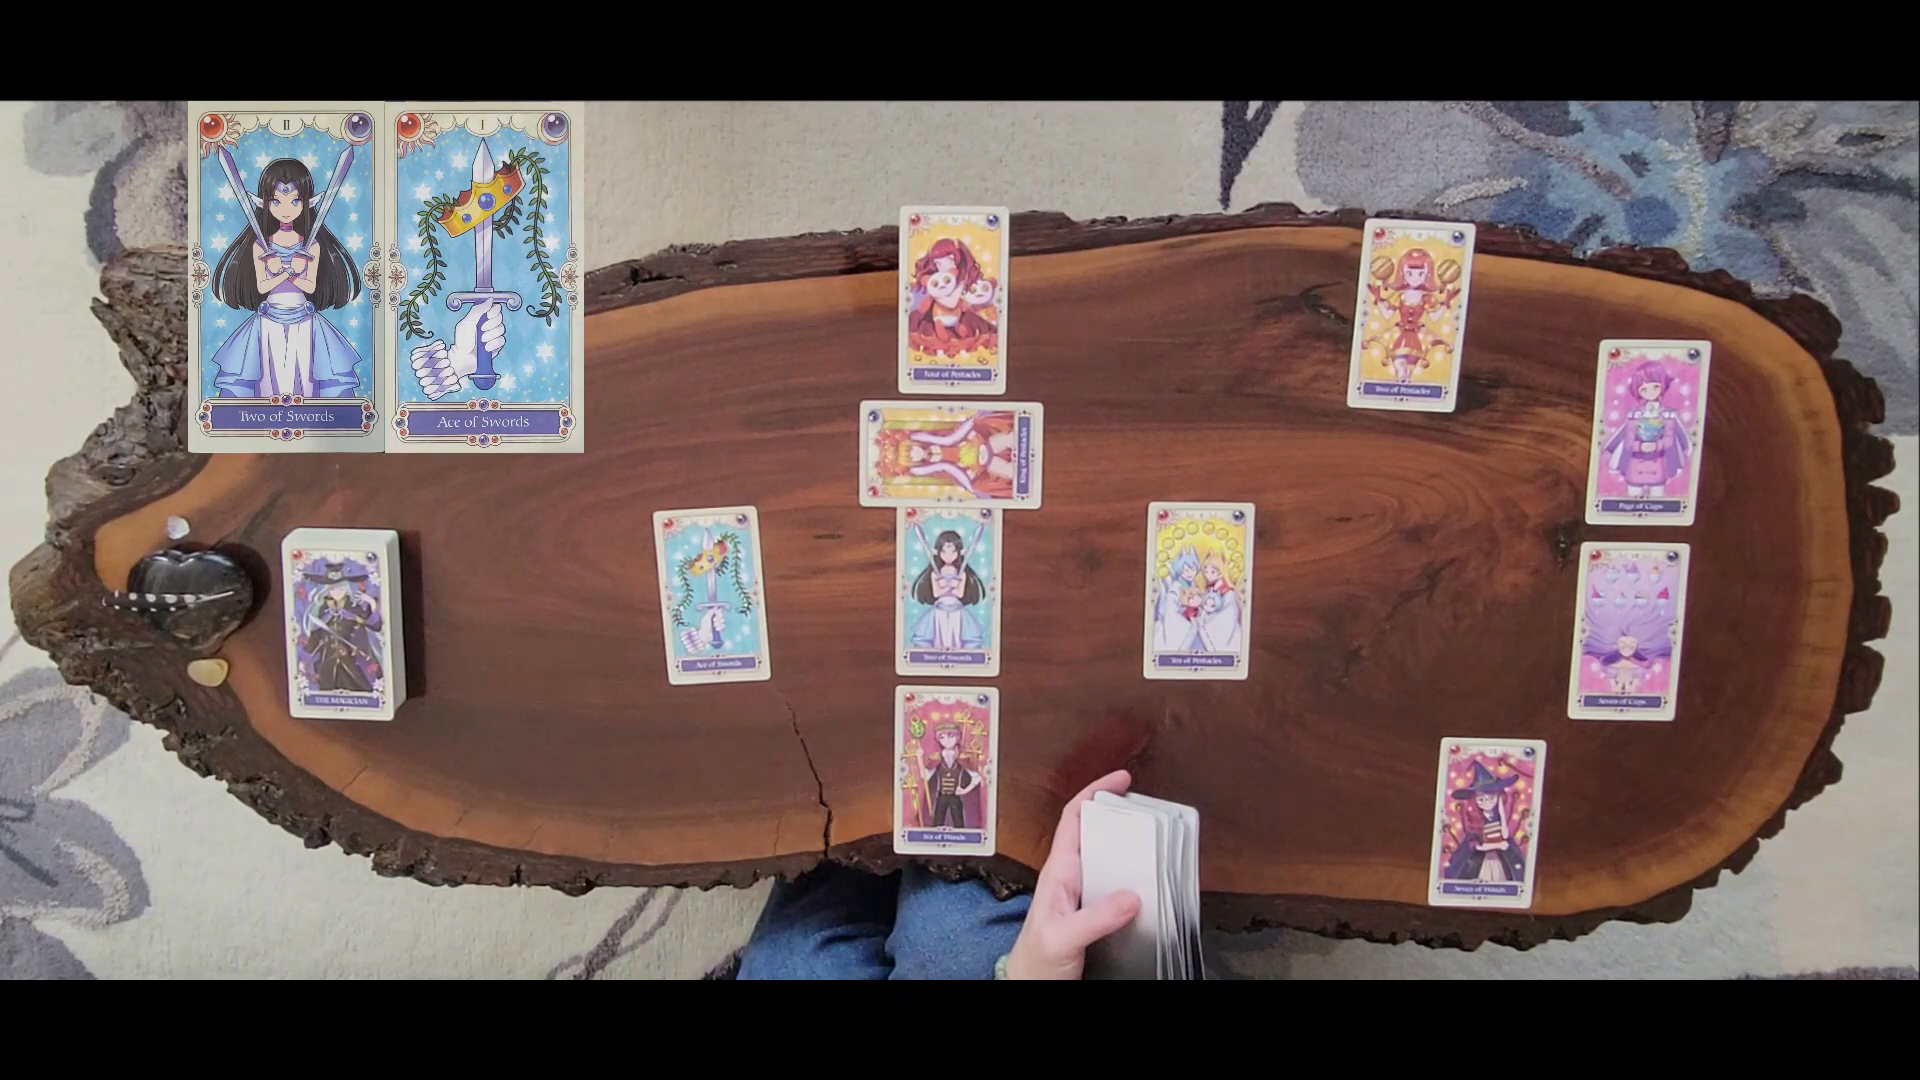 II
I
Two of Swords
Ace of Swords
Four of Pentacles
Two of Pentacles
King of Pentacles
Page of Cups
Ace of Swords
Two of Swords
Ten of Pentacles
THE MAGICIAN
Seven of Cups
Six of Wands
Seven of Wands